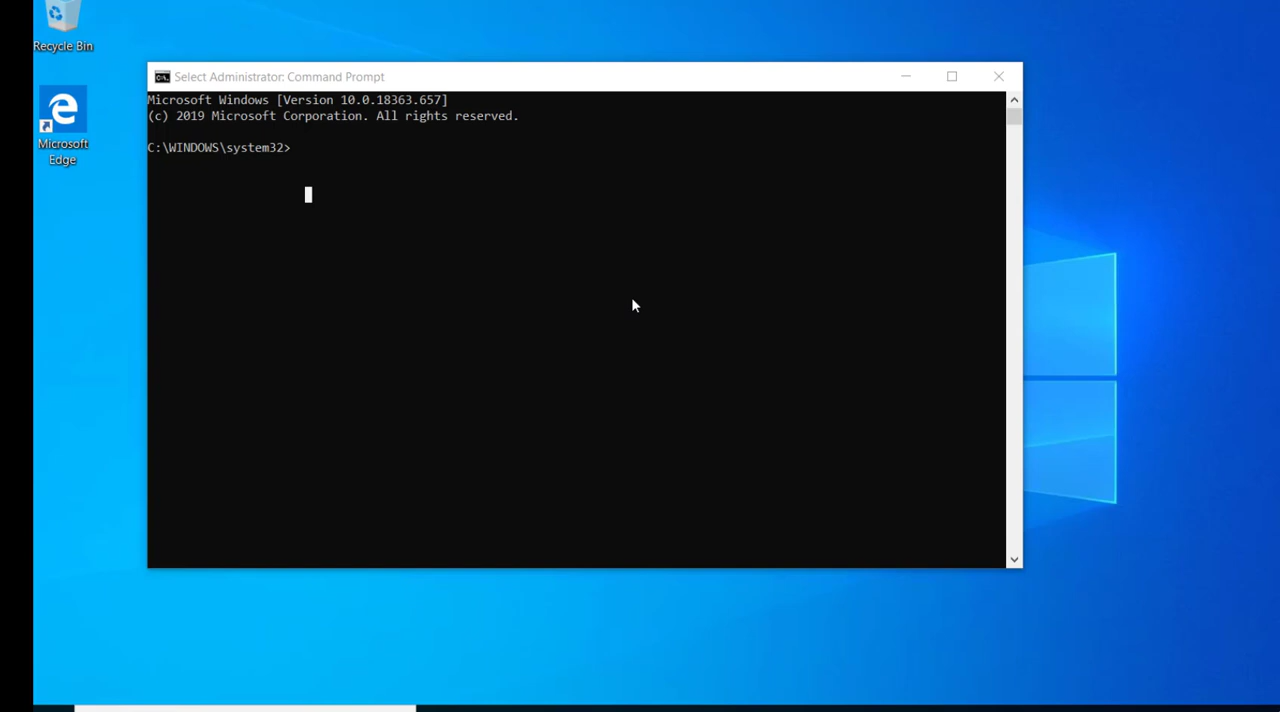 Recycle Bin
Microsoft
Edge
Select Administrator: Command Prompt
Microsoft Windows [Version 10.0.18363.657]
(c) 2019 Microsoft Corporation. All rights reserved.
C:\WINDOWS\system32>